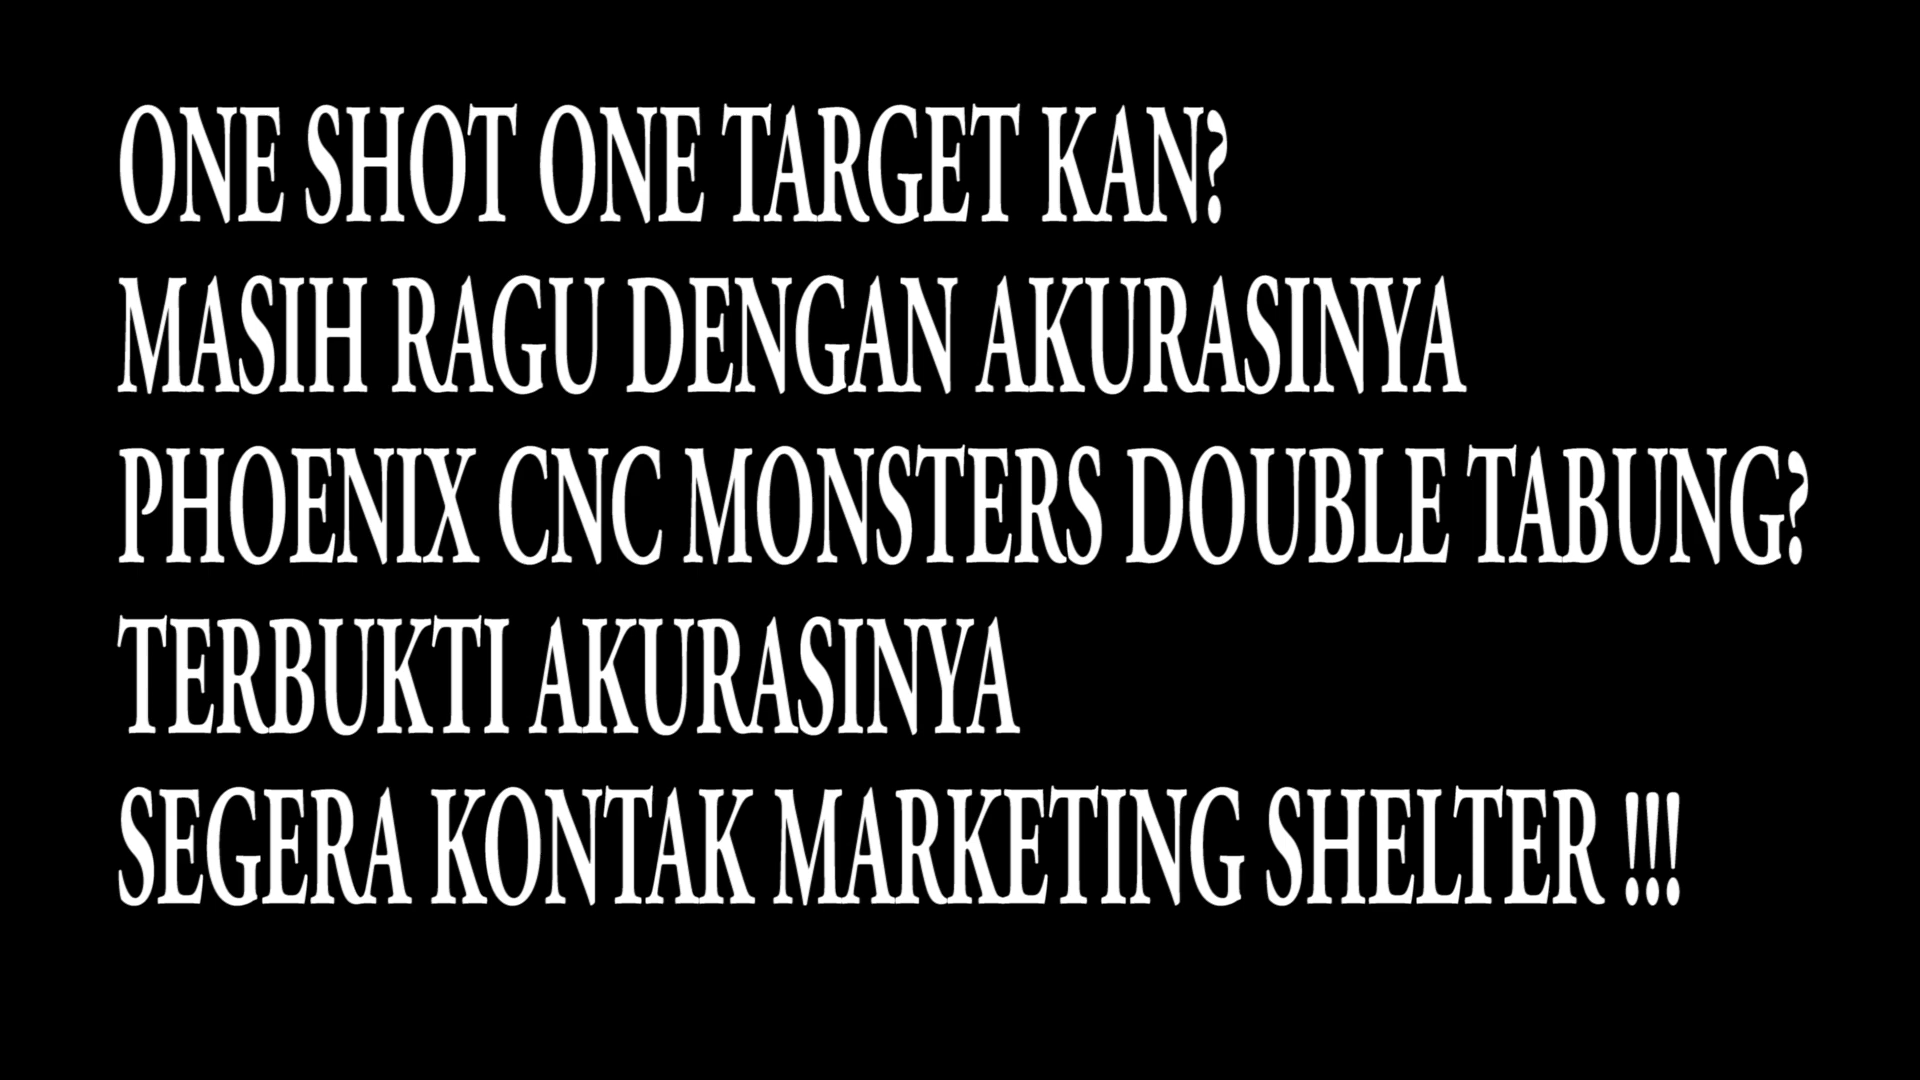 ONE SHOT ONE TARGET KAN?
MASIH RAGU DENGAN AKURASINYA
PHOENIX CNC MONSTERS DOUBLE TABUNG?
TERBUKTI AKURASINYA
SEGERA KONTAK MARKETING SHELTER !!!